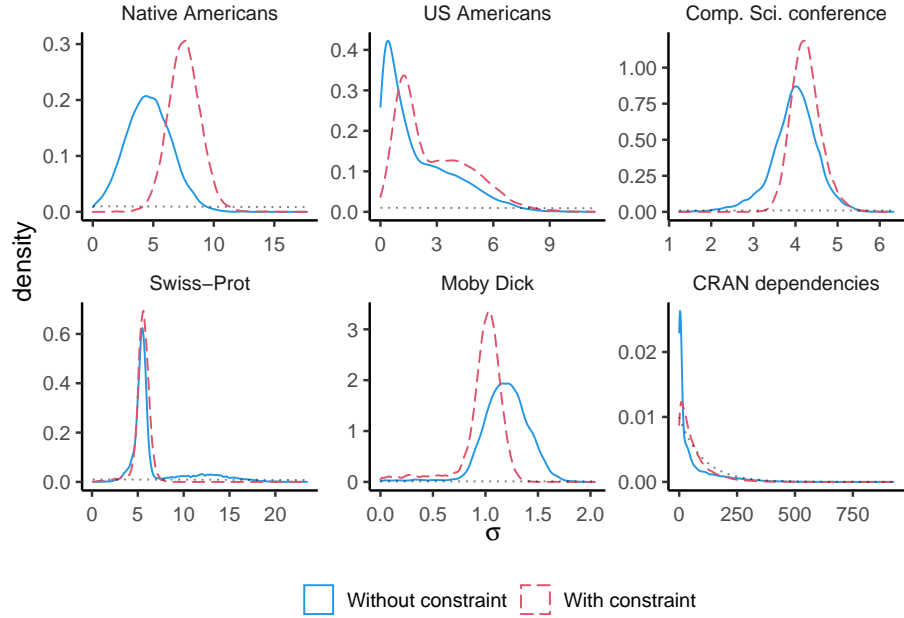 Native Americans
US Americans
Comp. Sci. conference
0.3
0.2
0.1
0.0
0 5 10 15
0.4
0.3
0.2
0.1
0.0
0 3 6 9
1.00
0.75
0.50
0.25
0.00
1 2 3 4 5 6
density
Swiss−Prot
Moby Dick
CRAN dependencies
0.6
0.4
0.2
0.0
0 5 10 15 20
3
2
1
0
0.0 0.5 1.0 1.5 2.0
0.02
0.01
0.00
0 250 500 750
σ
Without constraint
With constraint